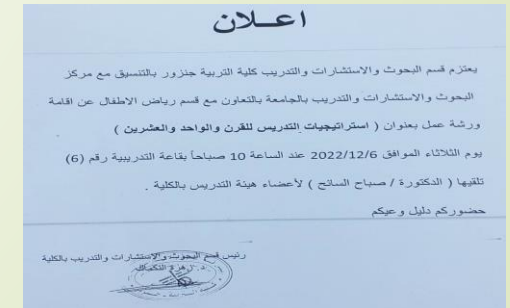 اعـــلان
يعتزم قسم البحوث والاستشارات والتدريب كلية التربية جنزور بالتنسيق مع مركز
البحوث والاستشارات والتدريب بالجامعة بالتعاون مع قسم رياض الاطفال عن اقامة
ورشة عمل بعنوان ( استراتيجيات التدريس للقرن والواحد والعشرين )
يوم الثلاثاء الموافق 2022/12/6 عند الساعة 10 صباحاً بقاعة التدريبية رقم (6)
تلقيها ( الدكتورة / صباح السائح ) لأعضاء هيئة التدريس بالكلية .
حضوركم دليل وعيكم
رئيس قسم البحوث والاستشارات والتدريب بالكلية